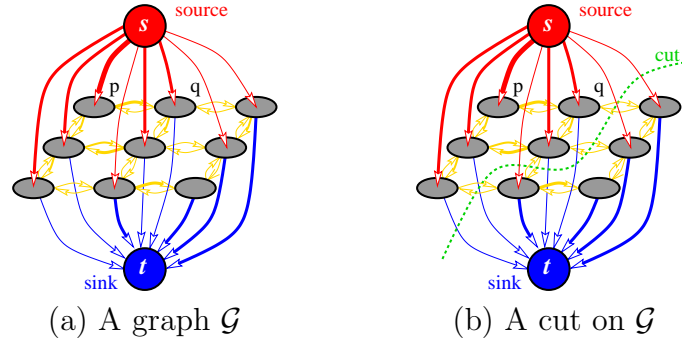 s
source
p
q
t
sink
(a) A graph 𝒢
s
source
cut
p
q
t
sink
(b) A cut on 𝒢